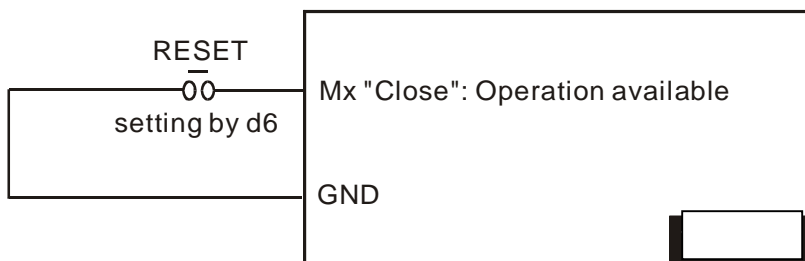 RESET
Mx "Close": Operation available
setting by d6
GND